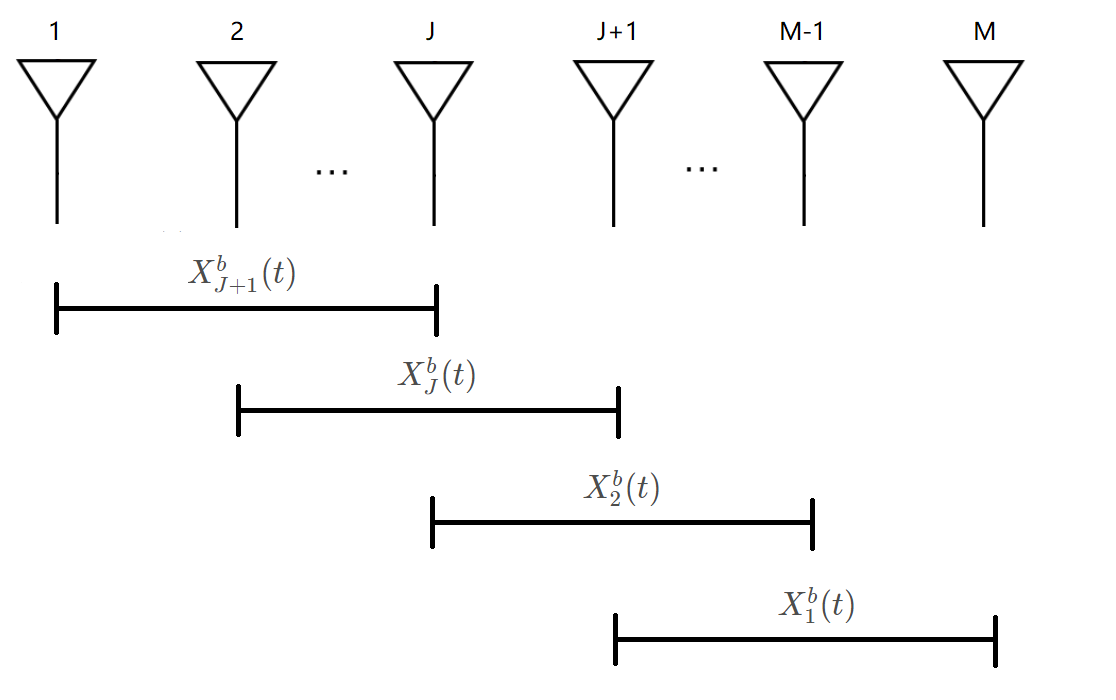 1 2 J J+1 M-1 M
... ...
X^b_{J+1}(t)
X^b_J(t)
X^b_2(t)
X^b_1(t)